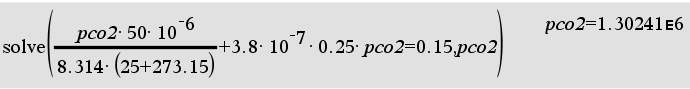 solve(pco2·50·10^-6/(8.314·(25+273.15))+3.8·10^-7·0.25·pco2=0.15,pco2) pco2=1.30241ᴇ6